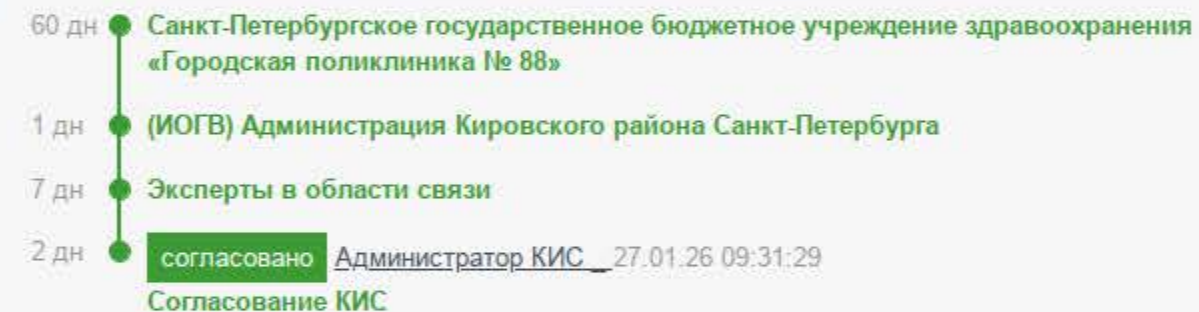 60 дн Санкт-Петербургское государственное бюджетное учреждение здравоохранения
«Городская поликлиника № 88»
1 дн (ИОГВ) Администрация Кировского района Санкт-Петербурга
7 дн Эксперты в области связи
2 дн согласовано Администратор КИС _ 27.01.26 09:31:29
Согласование КИС